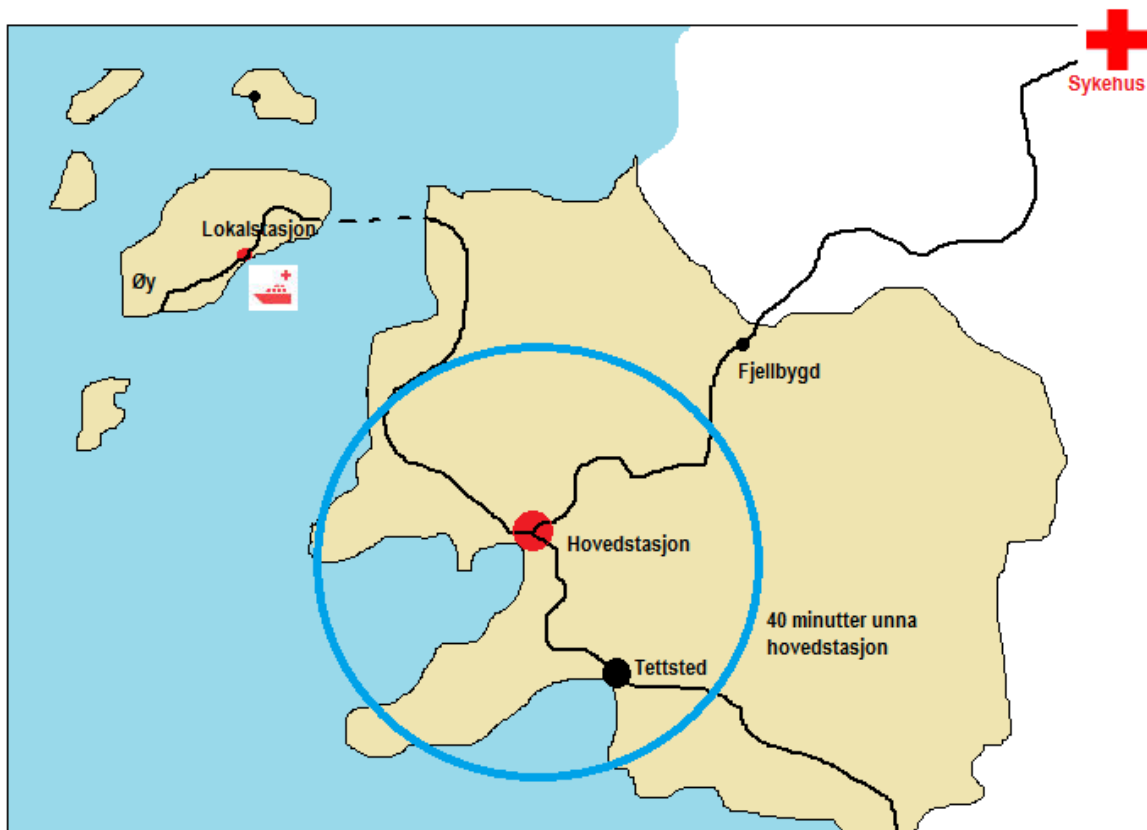 Sykehus
Lokalstasjon
Øy
Fjellbygd
Hovedstasjon
40 minutter unna
hovedstasjon
Tettsted